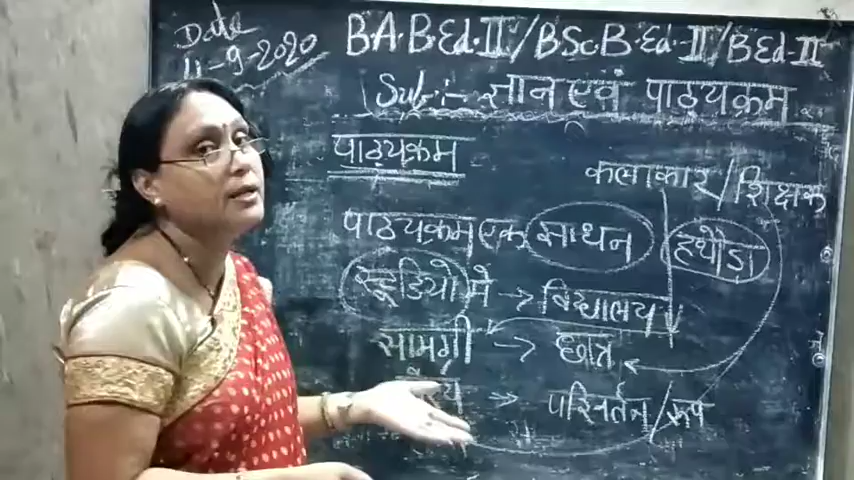 Date
11-9-2020
B.A B.Ed.II/BSc B.Ed II/BEd-II
Sub:- ज्ञान एवं पाठ्यक्रम
पाठ्यक्रम
कलाकार/शिक्षक
पाठ्यक्रम एक साधन हथौडा
स्टूडियो में → विद्यालय
सामग्री → छात्र
→ परिवर्तन/रूप